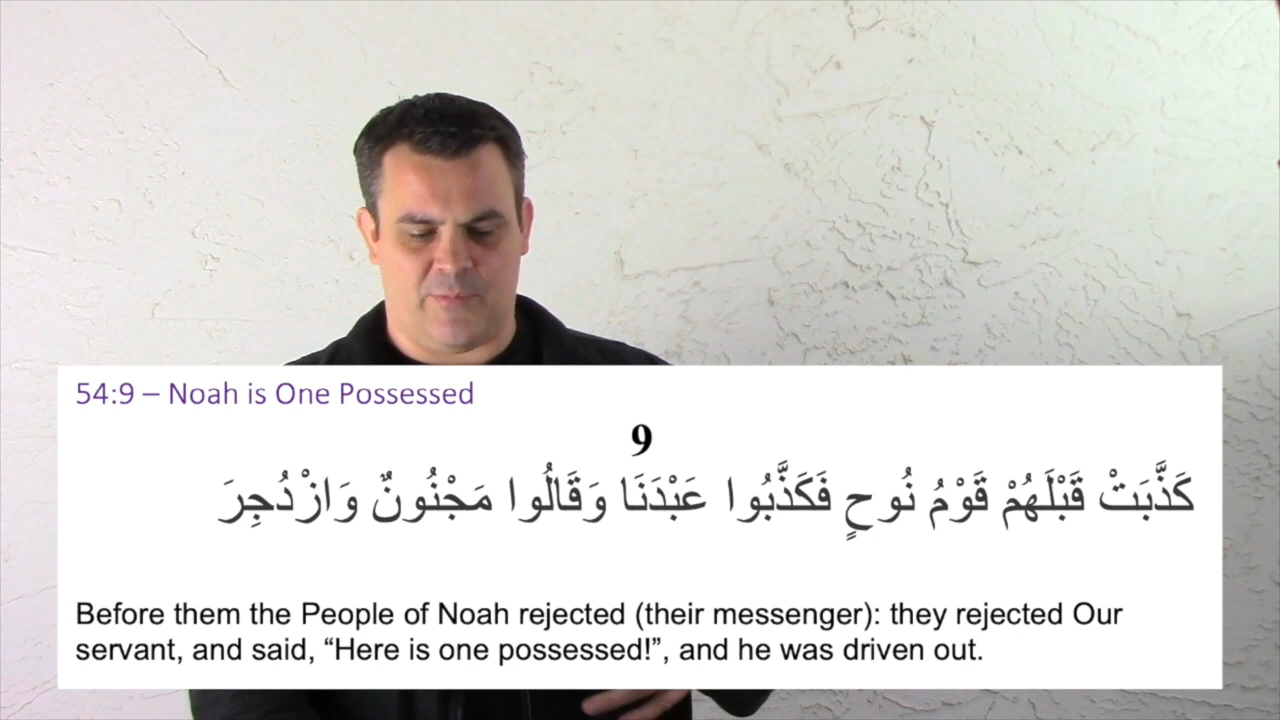 54:9 – Noah is One Possessed
9
كَذَّبَتْ قَبْلَهُمْ قَوْمُ نُوحٍ فَكَذَّبُوا عَبْدَنَا وَقَالُوا مَجْنُونٌ وَازْدُجِرَ
Before them the People of Noah rejected (their messenger): they rejected Our
servant, and said, “Here is one possessed!”, and he was driven out.